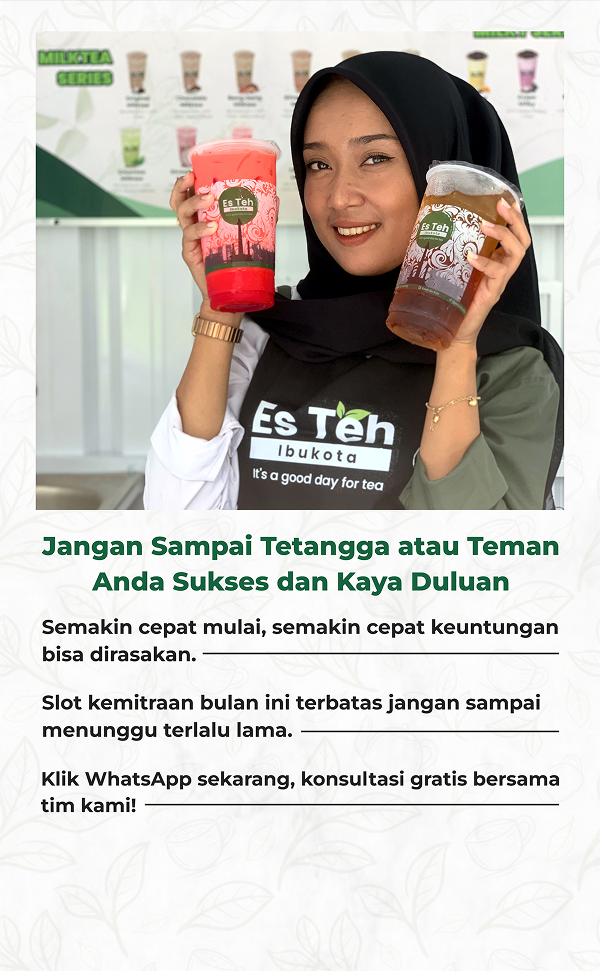 MILKTEA
SERIES
Es Teh
Ibukota
Es Teh
Ibukota
Es Teh
Ibukota
It's a good day for tea
Jangan Sampai Tetangga atau Teman
Anda Sukses dan Kaya Duluan
Semakin cepat mulai, semakin cepat keuntungan
bisa dirasakan.
Slot kemitraan bulan ini terbatas jangan sampai
menunggu terlalu lama.
Klik WhatsApp sekarang, konsultasi gratis bersama
tim kami!